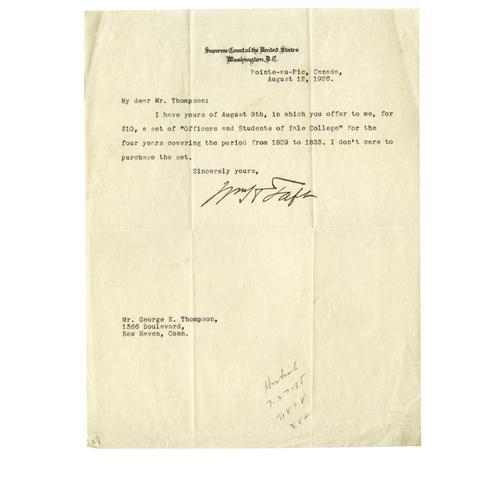 Supreme Court of the United States
Washington, D.C.
Pointe-au-Pic, Canada,
August 12, 1926.
My dear Mr. Thompson:
I have yours of August 9th, in which you offer to me, for
$10, a set of "Officers and Students of Yale College" for the
four years covering the period from 1829 to 1833. I don't care to
purchase the set.
Sincerely yours,
Wm H Taft
Mr. George E. Thompson,
1366 Boulevard,
New Haven, Conn.
7-27-55